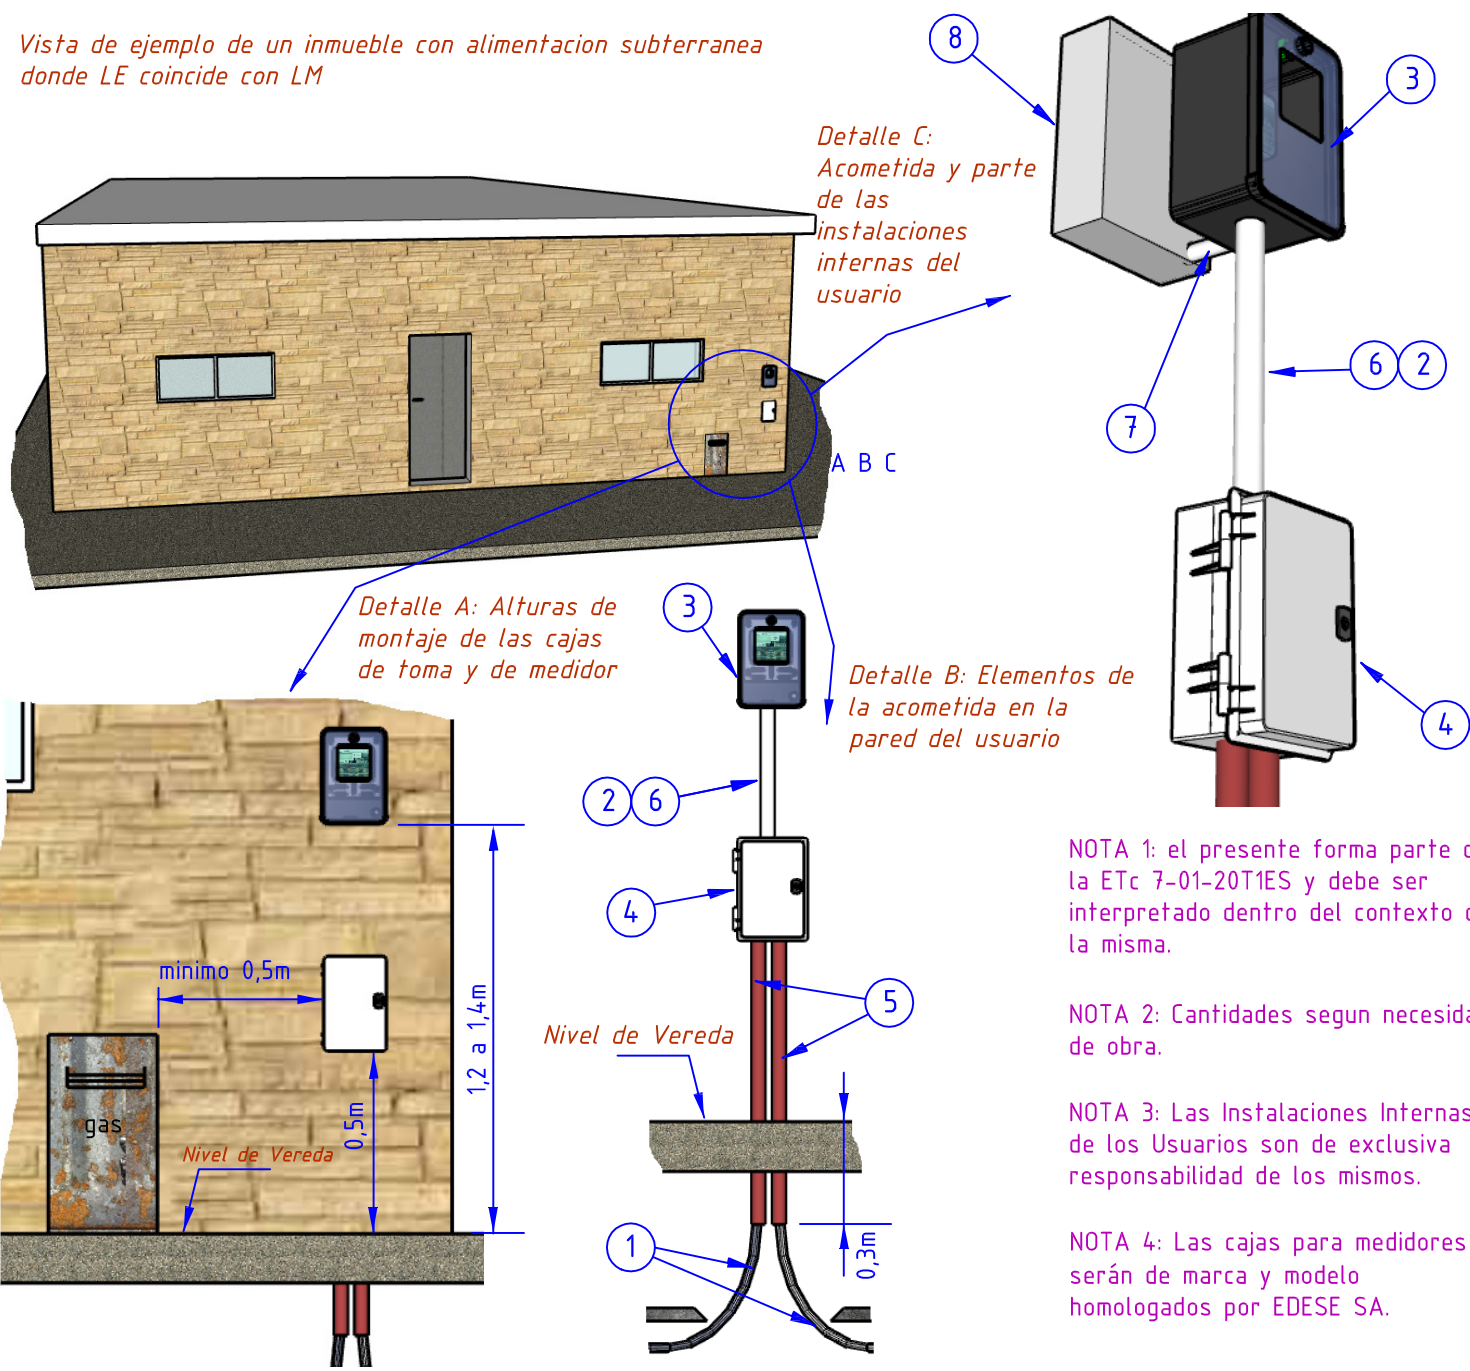 Vista de ejemplo de un inmueble con alimentacion subterranea
donde LE coincide con LM
8
3
Detalle C:
Acometida y parte
de las
instalaciones
internas del
usuario
6 2
7
A B C
4
Detalle A: Alturas de
montaje de las cajas
de toma y de medidor
3
Detalle B: Elementos de
la acometida en la
pared del usuario
2 6
4
5
Nivel de Vereda
0,3m
1
minimo 0,5m
1,2 a 1,4m
0,5m
gas
Nivel de Vereda
NOTA 1: el presente forma parte
la ETc 7-01-20T1ES y debe ser
interpretado dentro del contexto
la misma.
NOTA 2: Cantidades segun necesida
de obra.
NOTA 3: Las Instalaciones Internas
de los Usuarios son de exclusiva
responsabilidad de los mismos.
NOTA 4: Las cajas para medidores
serán de marca y modelo
homologados por EDESE SA.